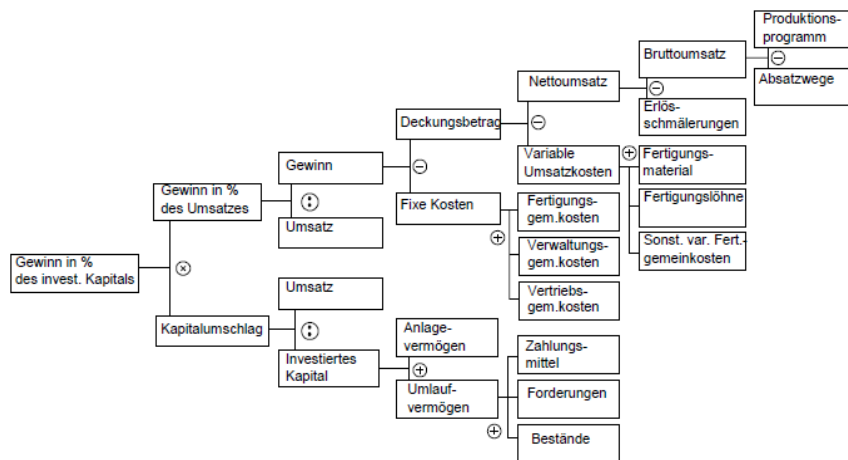 Produktions-
programm
Bruttoumsatz
Absatzwege
Nettoumsatz
Erlös-
schmälerungen
Deckungsbetrag
Variable
Umsatzkosten
Fertigungs-
material
Gewinn
Fertigungslöhne
Gewinn in %
des Umsatzes
Fixe Kosten
Fertigungs-
gem.kosten
Umsatz
Sonst. var. Fert.-
gemeinkosten
Verwaltungs-
gem.kosten
Gewinn in %
des invest. Kapitals
Umsatz
Vertriebs-
gem.kosten
Kapitalumschlag
Anlage-
vermögen
Zahlungs-
mittel
Investiertes
Kapital
Umlauf-
vermögen
Forderungen
Bestände